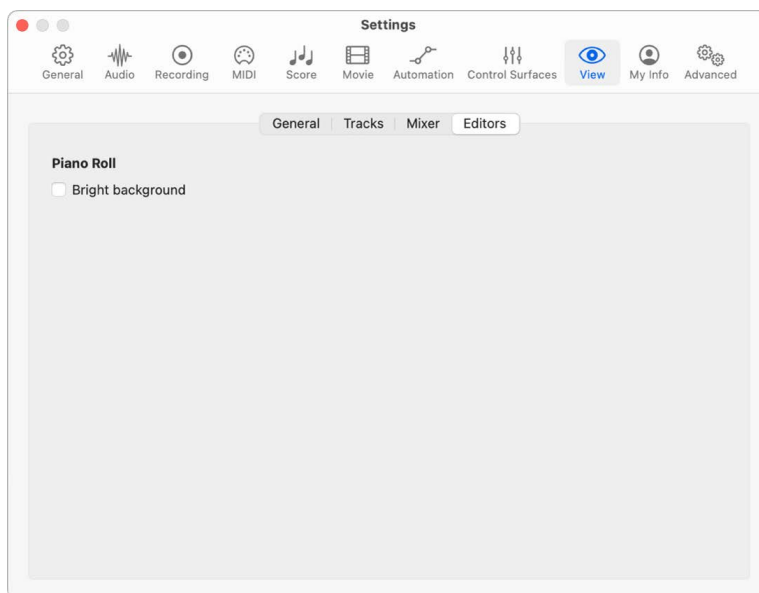 Settings
General Audio Recording MIDI Score Movie Automation Control Surfaces View My Info Advanced
General Tracks Mixer Editors
Piano Roll
Bright background